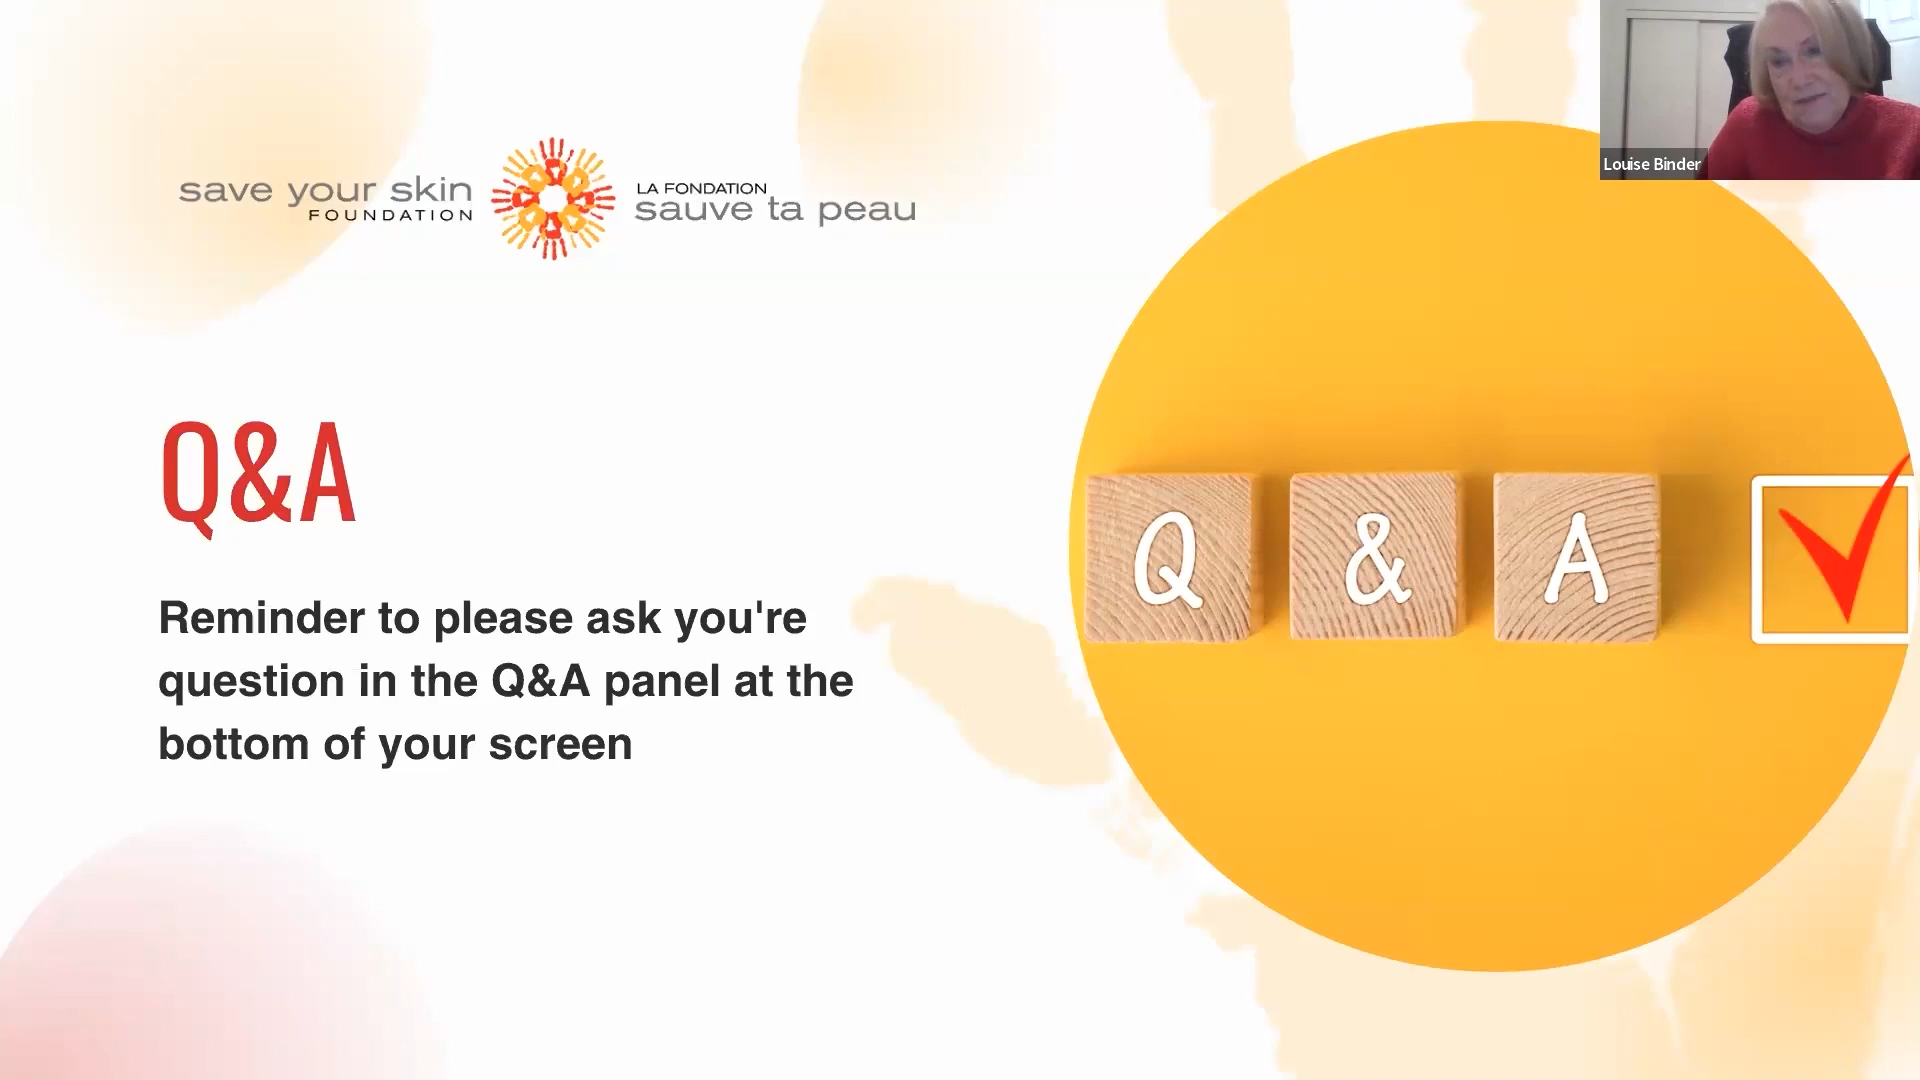 save your skin
FOUNDATION
LA FONDATION
sauve ta peau
Louise Binder
Q&A
Reminder to please ask you're
question in the Q&A panel at the
bottom of your screen
Q & A